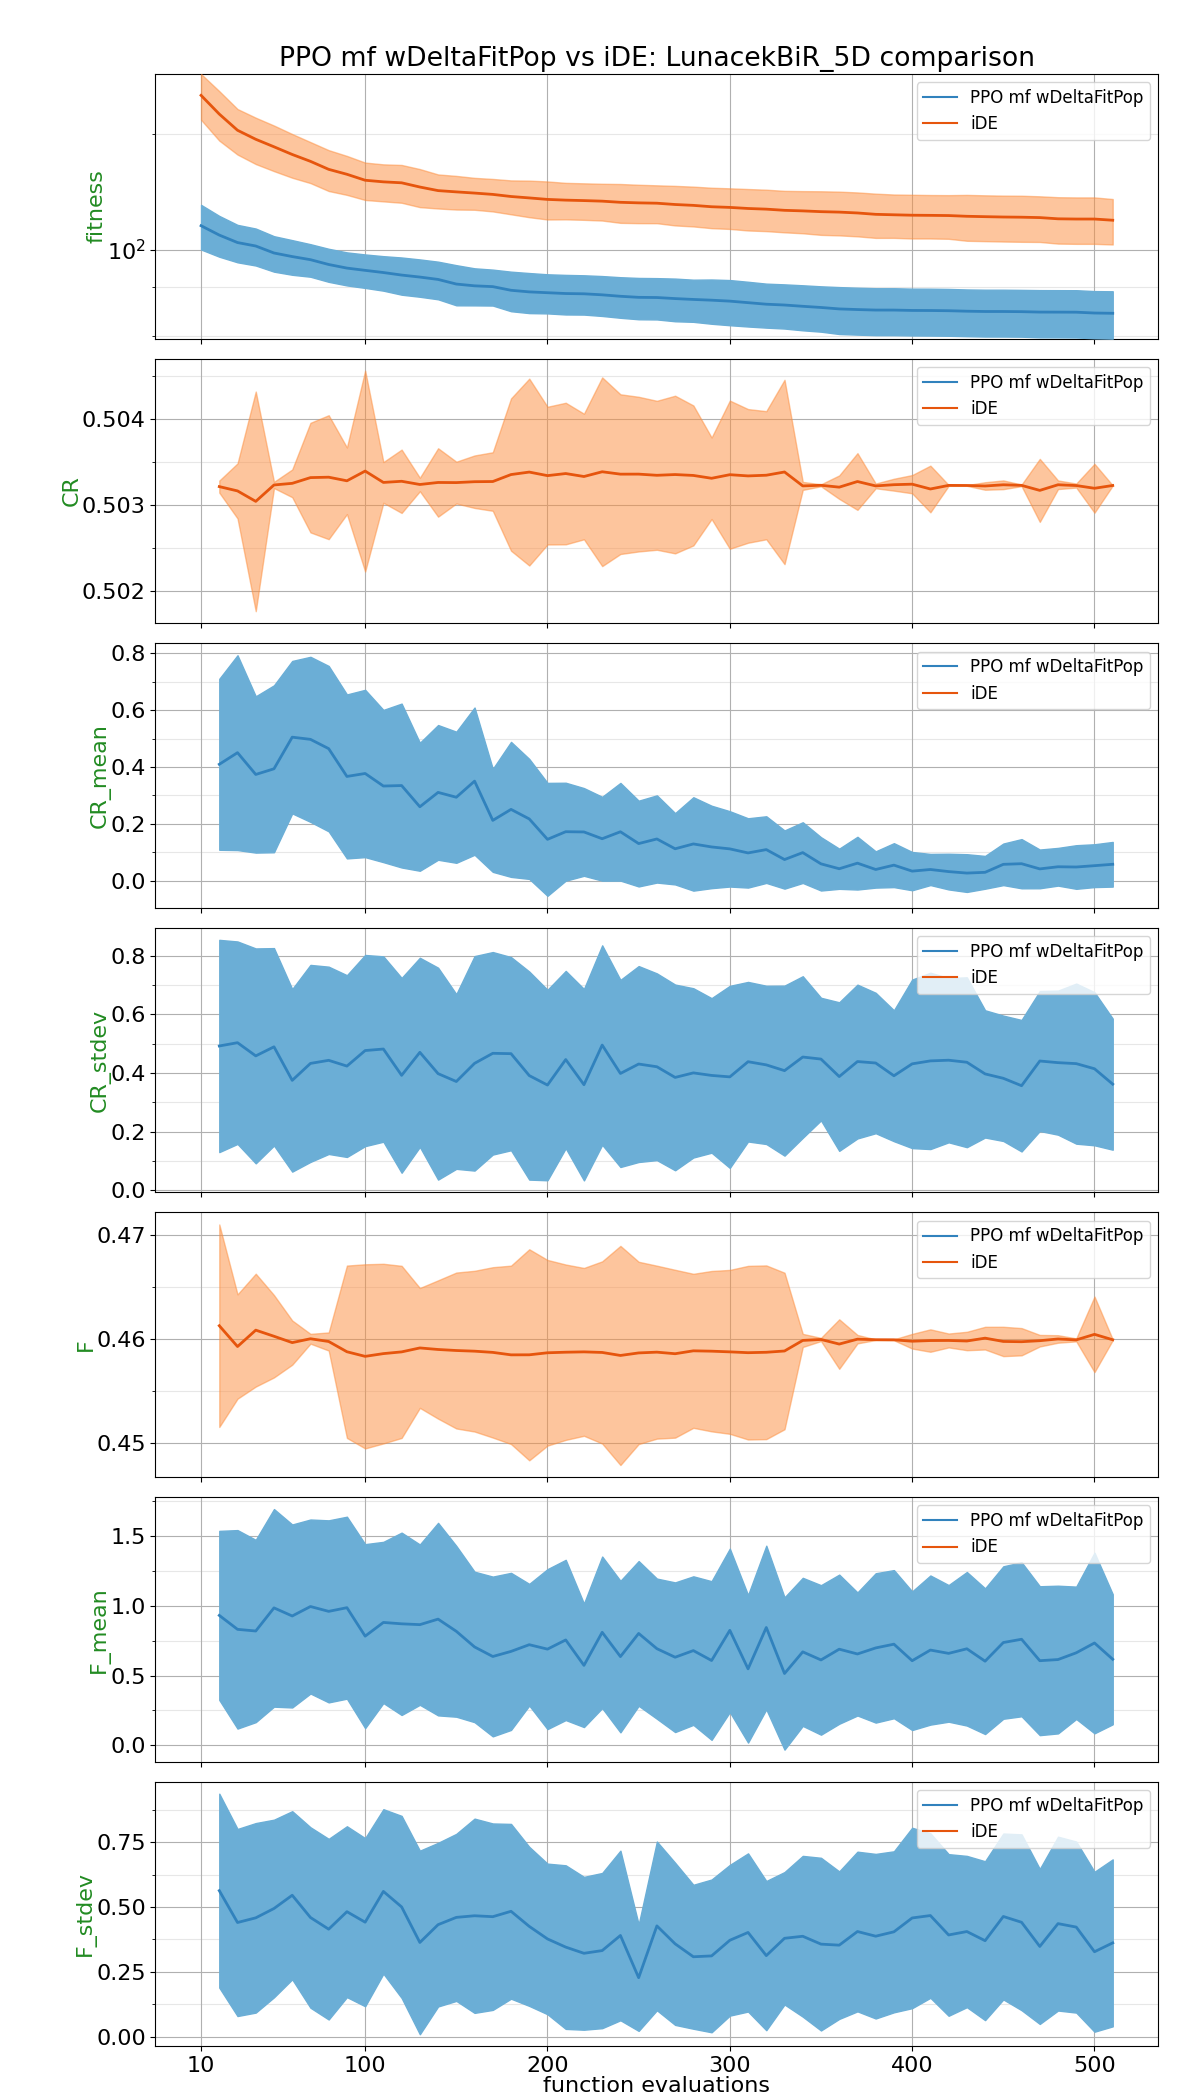 PPO mf wDeltaFitPop vs iDE: LunacekBiR_5D comparison
PPO mf wDeltaFitPop
iDE
fitness
10²
PPO mf wDeltaFitPop
iDE
CR
0.504
0.503
0.502
PPO mf wDeltaFitPop
iDE
CR_mean
0.8
0.6
0.4
0.2
0.0
PPO mf wDeltaFitPop
iDE
CR_stdev
0.8
0.6
0.4
0.2
0.0
PPO mf wDeltaFitPop
iDE
F
0.47
0.46
0.45
PPO mf wDeltaFitPop
iDE
F_mean
1.5
1.0
0.5
0.0
PPO mf wDeltaFitPop
iDE
F_stdev
0.75
0.50
0.25
0.00
10 100 200 300 400 500
function evaluations